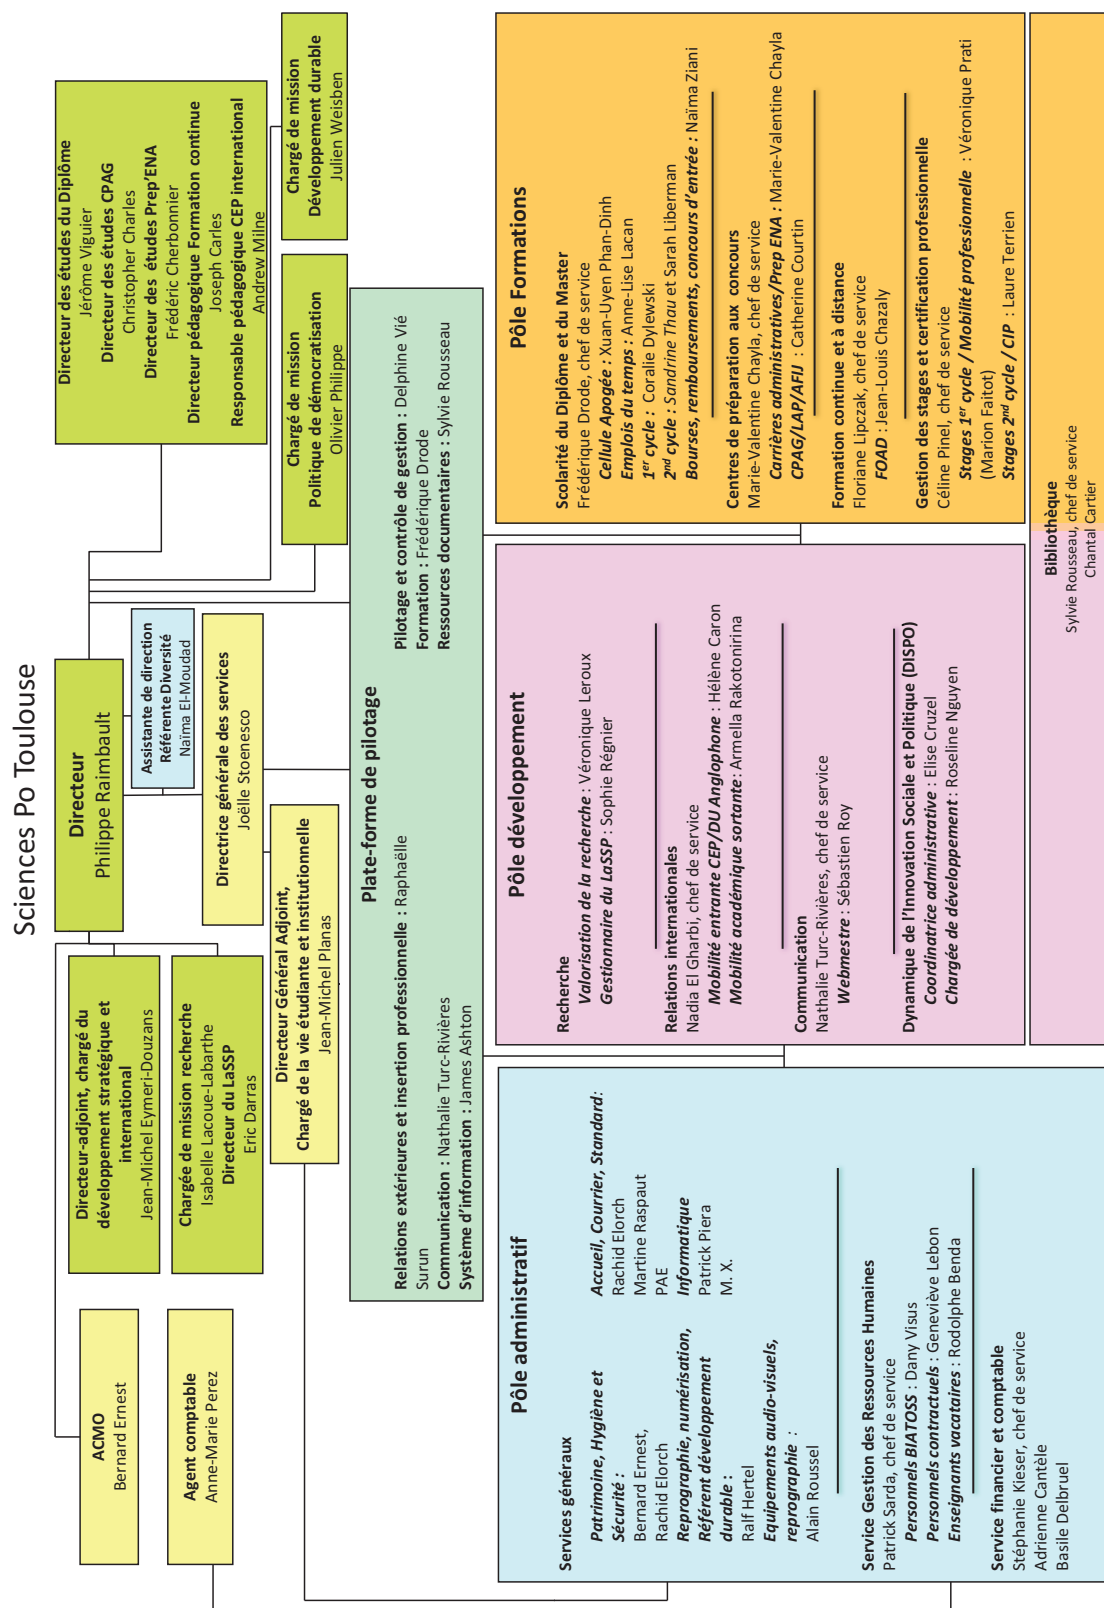 Sciences Po Toulouse
Directeur
Philippe Raimbault
Assistante de direction
Référente Diversité
Naïma El-Moudad
Directrice générale des services
Joëlle Stoenesco
ACMO
Bernard Ernest
Agent comptable
Anne-Marie Perez
Directeur-adjoint, chargé du
développement stratégique et
international
Jean-Michel Eymeri-Douzans
Chargée de mission recherche
Isabelle Lacoue-Labarthe
Directeur du LaSSP
Eric Darras
Directeur Général Adjoint,
Chargé de la vie étudiante et institutionnelle
Jean-Michel Planas
Directeur des études du Diplôme
Jérôme Viguier
Directeur des études CPAG
Christopher Charles
Directeur des études Prep'ENA
Frédéric Cherbonnier
Directeur pédagogique Formation continue
Joseph Carles
Responsable pédagogique CEP international
Andrew Milne
Chargé de mission
Politique de démocratisation
Olivier Philippe
Chargé de mission
Développement durable
Julien Weisben
Plate-forme de pilotage
Relations extérieures et insertion professionnelle : Raphaëlle
Surun
Communication : Nathalie Turc-Rivières
Système d'information : James Ashton
Pilotage et contrôle de gestion : Delphine Vié
Formation : Frédérique Drode
Ressources documentaires : Sylvie Rousseau
Pôle administratif
Services généraux
Patrimoine, Hygiène et
Sécurité :
Bernard Ernest,
Rachid Elorch
Reprographie, numérisation,
Référent développement
durable :
Ralf Hertel
Equipements audio-visuels,
reprographie :
Alain Roussel
Accueil, Courrier, Standard:
Rachid Elorch
Martine Raspaut
PAE
Informatique
Patrick Piera
M. X.
Service Gestion des Ressources Humaines
Patrick Sarda, chef de service
Personnels BIATOSS : Dany Visus
Personnels contractuels : Geneviève Lebon
Enseignants vacataires : Rodolphe Benda
Service financier et comptable
Stéphanie Kieser, chef de service
Adrienne Cantèle
Basile Delbruel
Pôle développement
Recherche
Valorisation de la recherche : Véronique Leroux
Gestionnaire du LaSSP : Sophie Régnier
Relations internationales
Nadia El Gharbi, chef de service
Mobilité entrante CEP/DU Anglophone : Hélène Caron
Mobilité académique sortante: Armella Rakotonirina
Communication
Nathalie Turc-Rivières, chef de service
Webmestre : Sébastien Roy
Dynamique de l'Innovation Sociale et Politique (DISPO)
Coordinatrice administrative : Elise Cruzel
Chargée de développement : Roseline Nguyen
Pôle Formations
Scolarité du Diplôme et du Master
Frédérique Drode, chef de service
Cellule Apogée : Xuan-Uyen Phan-Dinh
Emplois du temps : Anne-Lise Lacan
1er cycle : Coralie Dylewski
2nd cycle : Sandrine Thau et Sarah Liberman
Bourses, remboursements, concours d'entrée : Naïma Ziani
Centres de préparation aux concours
Marie-Valentine Chayla, chef de service
Carrières administratives/Prep ENA : Marie-Valentine Chayla
CPAG/LAP/AFIJ : Catherine Courtin
Formation continue et à distance
Floriane Lipczak, chef de service
FOAD : Jean-Louis Chazaly
Gestion des stages et certification professionnelle
Céline Pinel, chef de service
Stages 1er cycle / Mobilité professionnelle : Véronique Prati
(Marion Faitot)
Stages 2nd cycle / CIP : Laure Terrien
Bibliothèque
Sylvie Rousseau, chef de service
Chantal Cartier